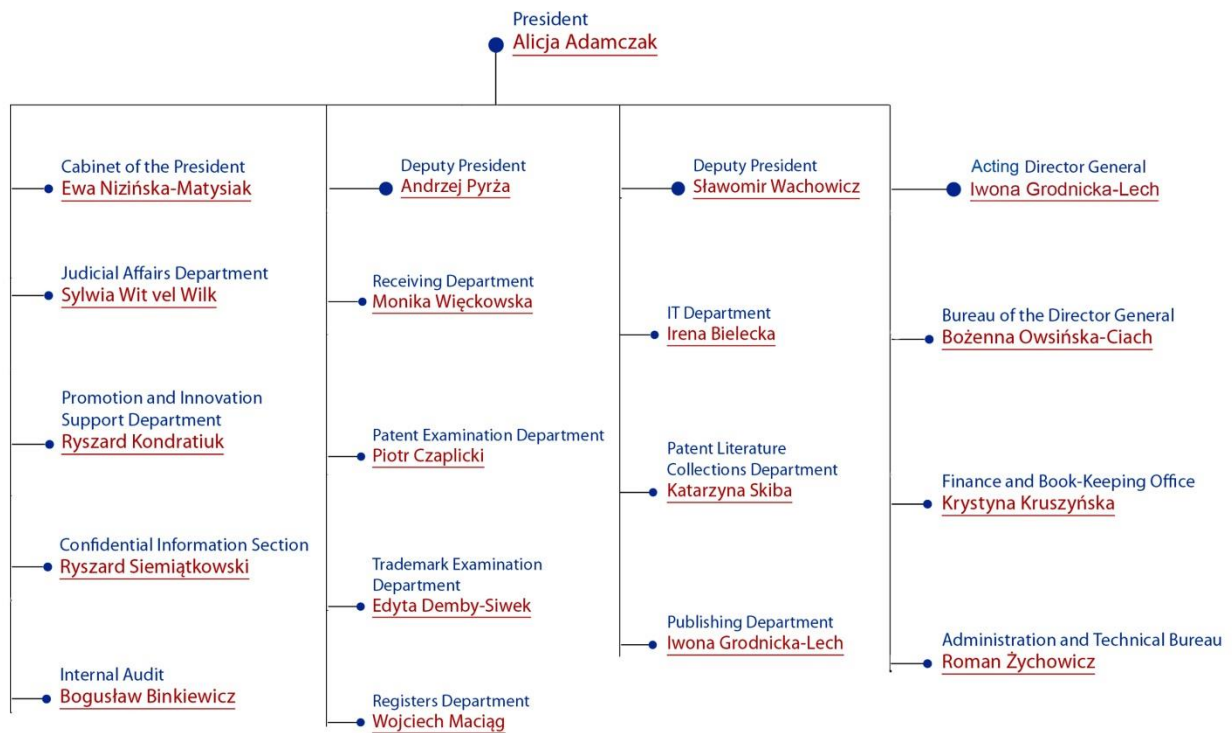 President
Alicja Adamczak
Cabinet of the President
Ewa Nizińska-Matysiak
Judicial Affairs Department
Sylwia Wit vel Wilk
Promotion and Innovation
Support Department
Ryszard Kondratiuk
Confidential Information Section
Ryszard Siemiątkowski
Internal Audit
Bogusław Binkiewicz
Deputy President
Andrzej Pyrża
Receiving Department
Monika Więckowska
Patent Examination Department
Piotr Czaplicki
Trademark Examination
Department
Edyta Demby-Siwek
Registers Department
Wojciech Maciąg
Deputy President
Sławomir Wachowicz
IT Department
Irena Bielecka
Patent Literature
Collections Department
Katarzyna Skiba
Publishing Department
Iwona Grodnicka-Lech
Acting Director General
Iwona Grodnicka-Lech
Bureau of the Director General
Bożenna Owsińska-Ciach
Finance and Book-Keeping Office
Krystyna Kruszyńska
Administration and Technical Bureau
Roman Żychowicz